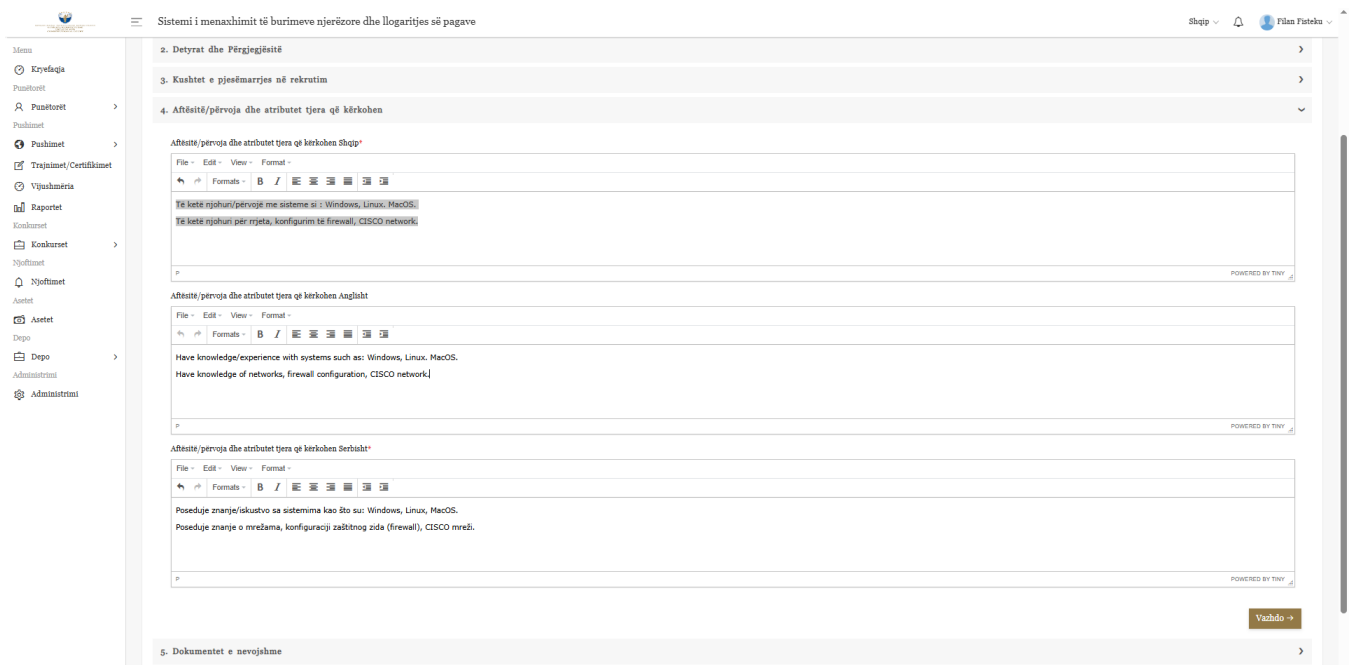 Sistemi i menaxhimit të burimeve njerëzore dhe llogaritjes së pagave
Shqip
Filan Fisteku
Menu
Kryefaqja
Punëtorët
Punëtorët
Pushimet
Pushimet
Trajnimet/Certifikimet
Vijushmëria
Raportet
Konkurset
Konkurset
Njoftimet
Njoftimet
Asetet
Asetet
Depo
Depo
Administrimi
Administrimi
2. Detyrat dhe Përgjegjësitë
3. Kushtet e pjesëmarrjes në rekrutim
4. Aftësitë/përvoja dhe atributet tjera që kërkohen
Aftësitë/përvoja dhe atributet tjera që kërkohen Shqip*
File Edit View Format
Formats B I
Të ketë njohuri/përvojë me sisteme si : Windows, Linux. MacOS.
Të ketë njohuri për rrjeta, konfigurim të firewall, CISCO network.
P POWERED BY TINY
Aftësitë/përvoja dhe atributet tjera që kërkohen Anglisht
File Edit View Format
Formats B I
Have knowledge/experience with systems such as: Windows, Linux. MacOS.
Have knowledge of networks, firewall configuration, CISCO network.
P POWERED BY TINY
Aftësitë/përvoja dhe atributet tjera që kërkohen Serbisht*
File Edit View Format
Formats B I
Poseduje znanje/iskustvo sa sistemima kao što su: Windows, Linux, MacOS.
Poseduje znanje o mrežama, konfiguraciji zaštitnog zida (firewall), CISCO mreži.
P POWERED BY TINY
Vazhdo →
5. Dokumentet e nevojshme